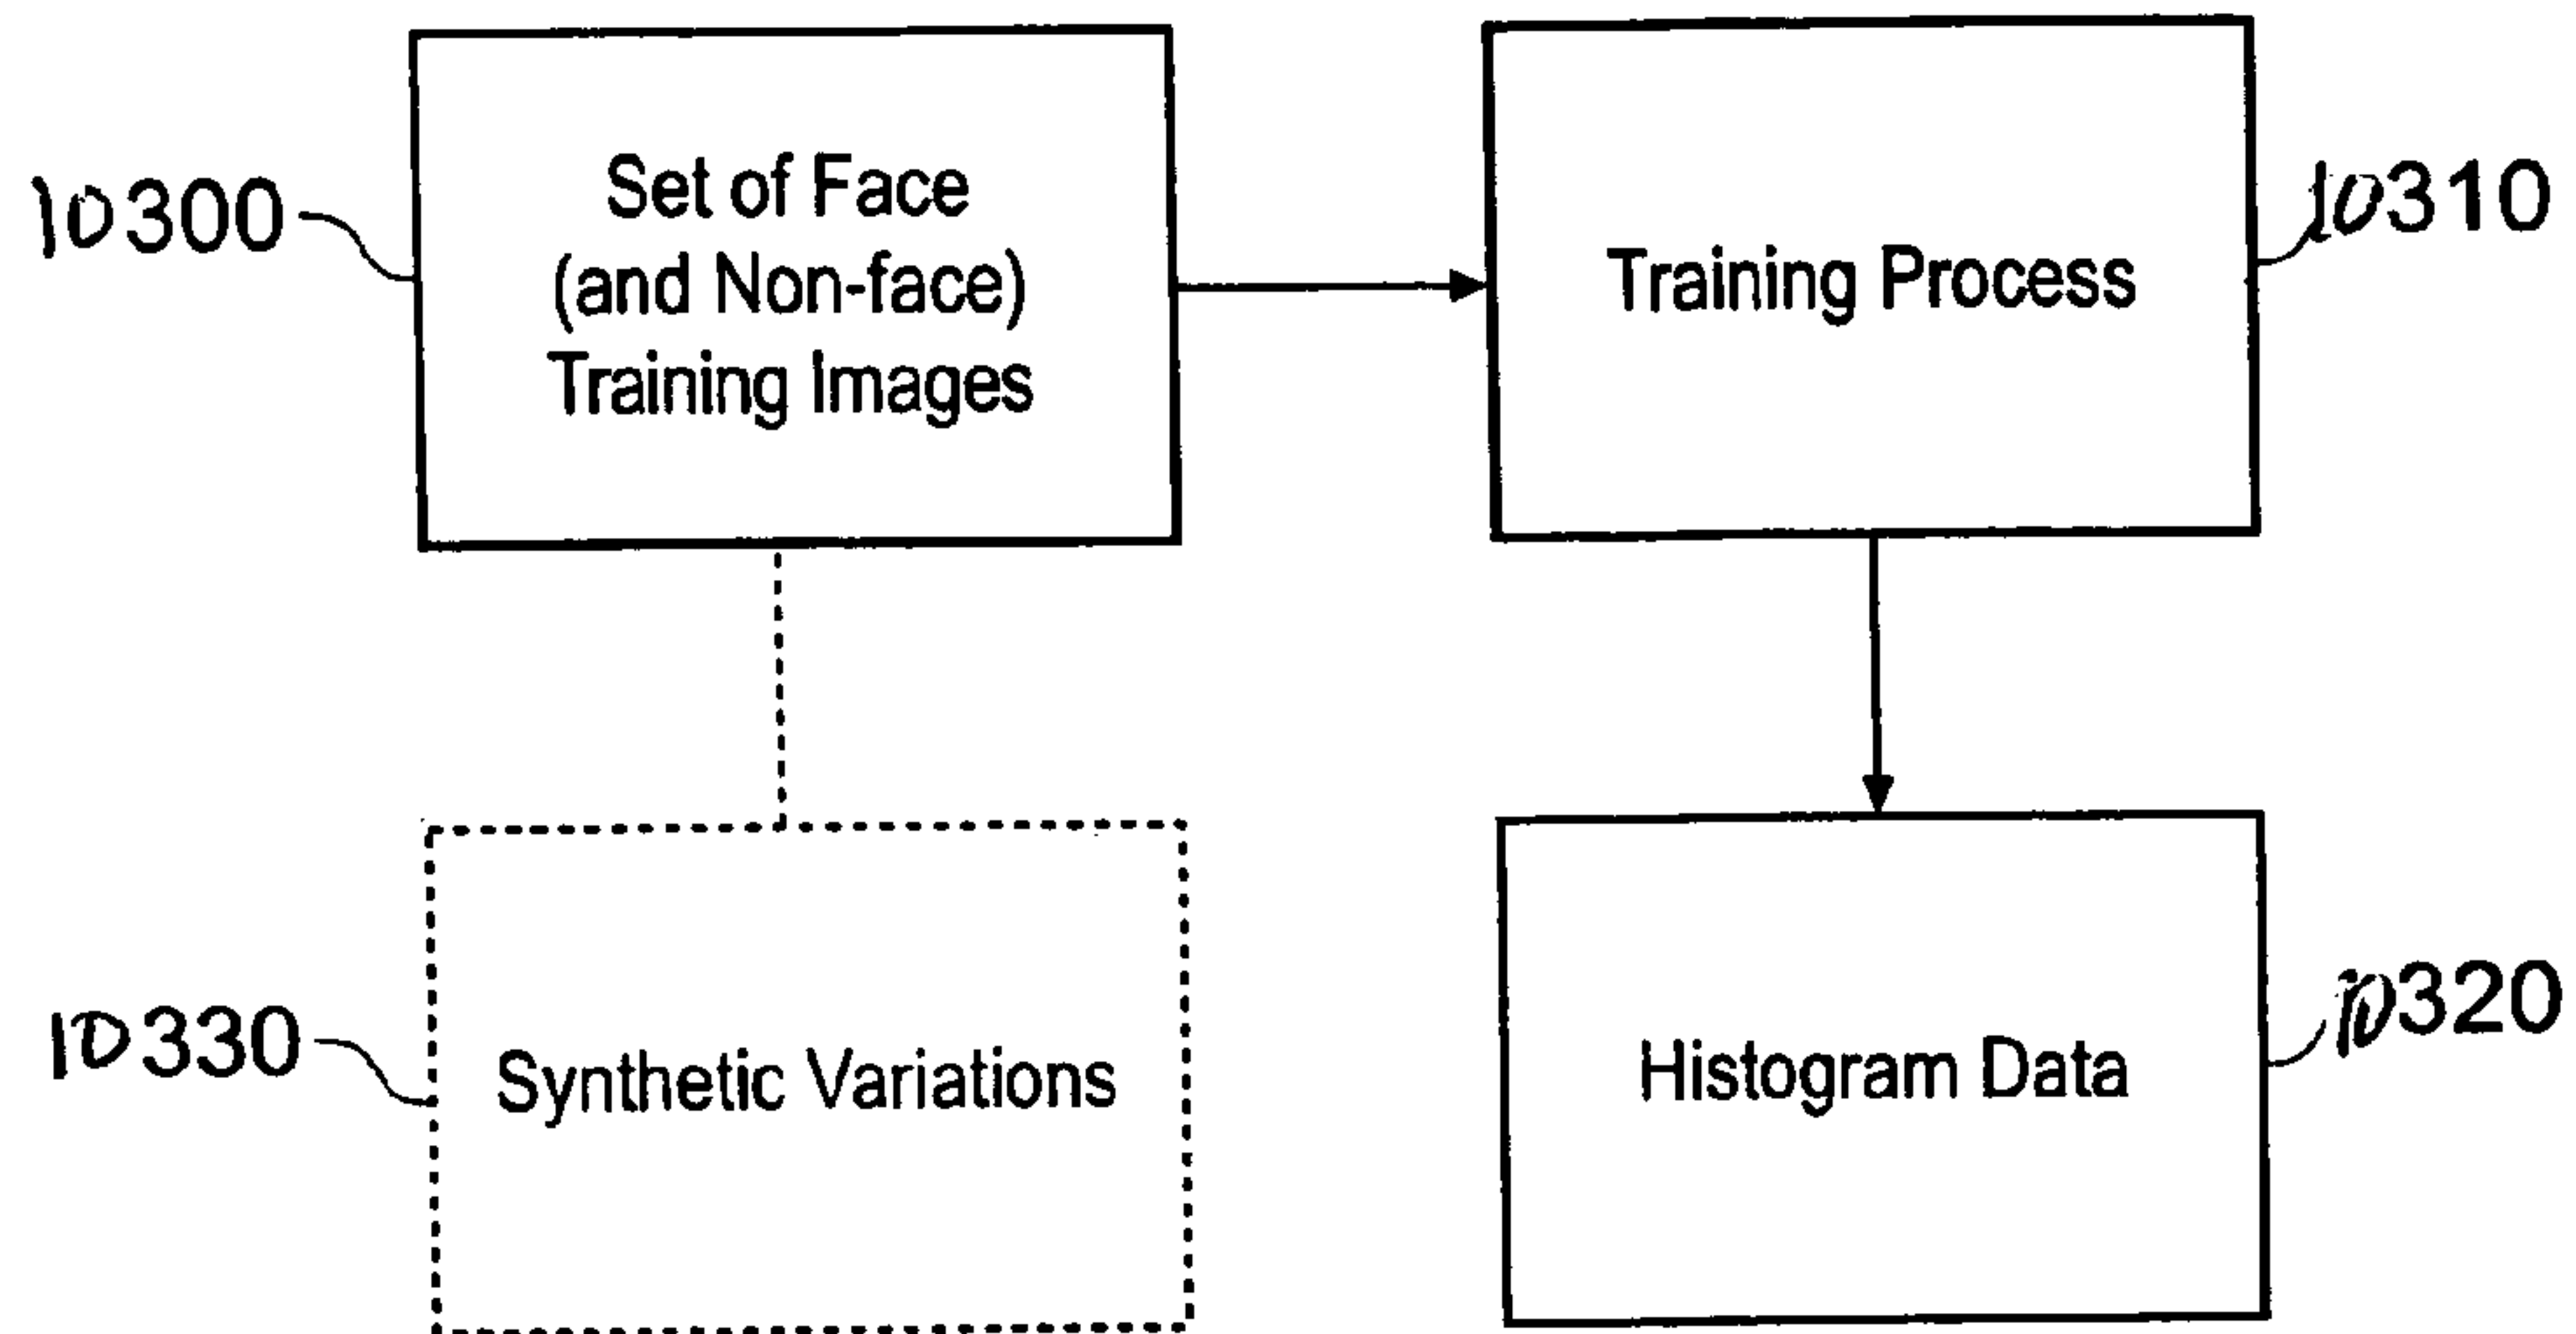 10300
Set of Face
(and Non-face)
Training Images
Training Process
10310
10330
Synthetic Variations
Histogram Data
10320